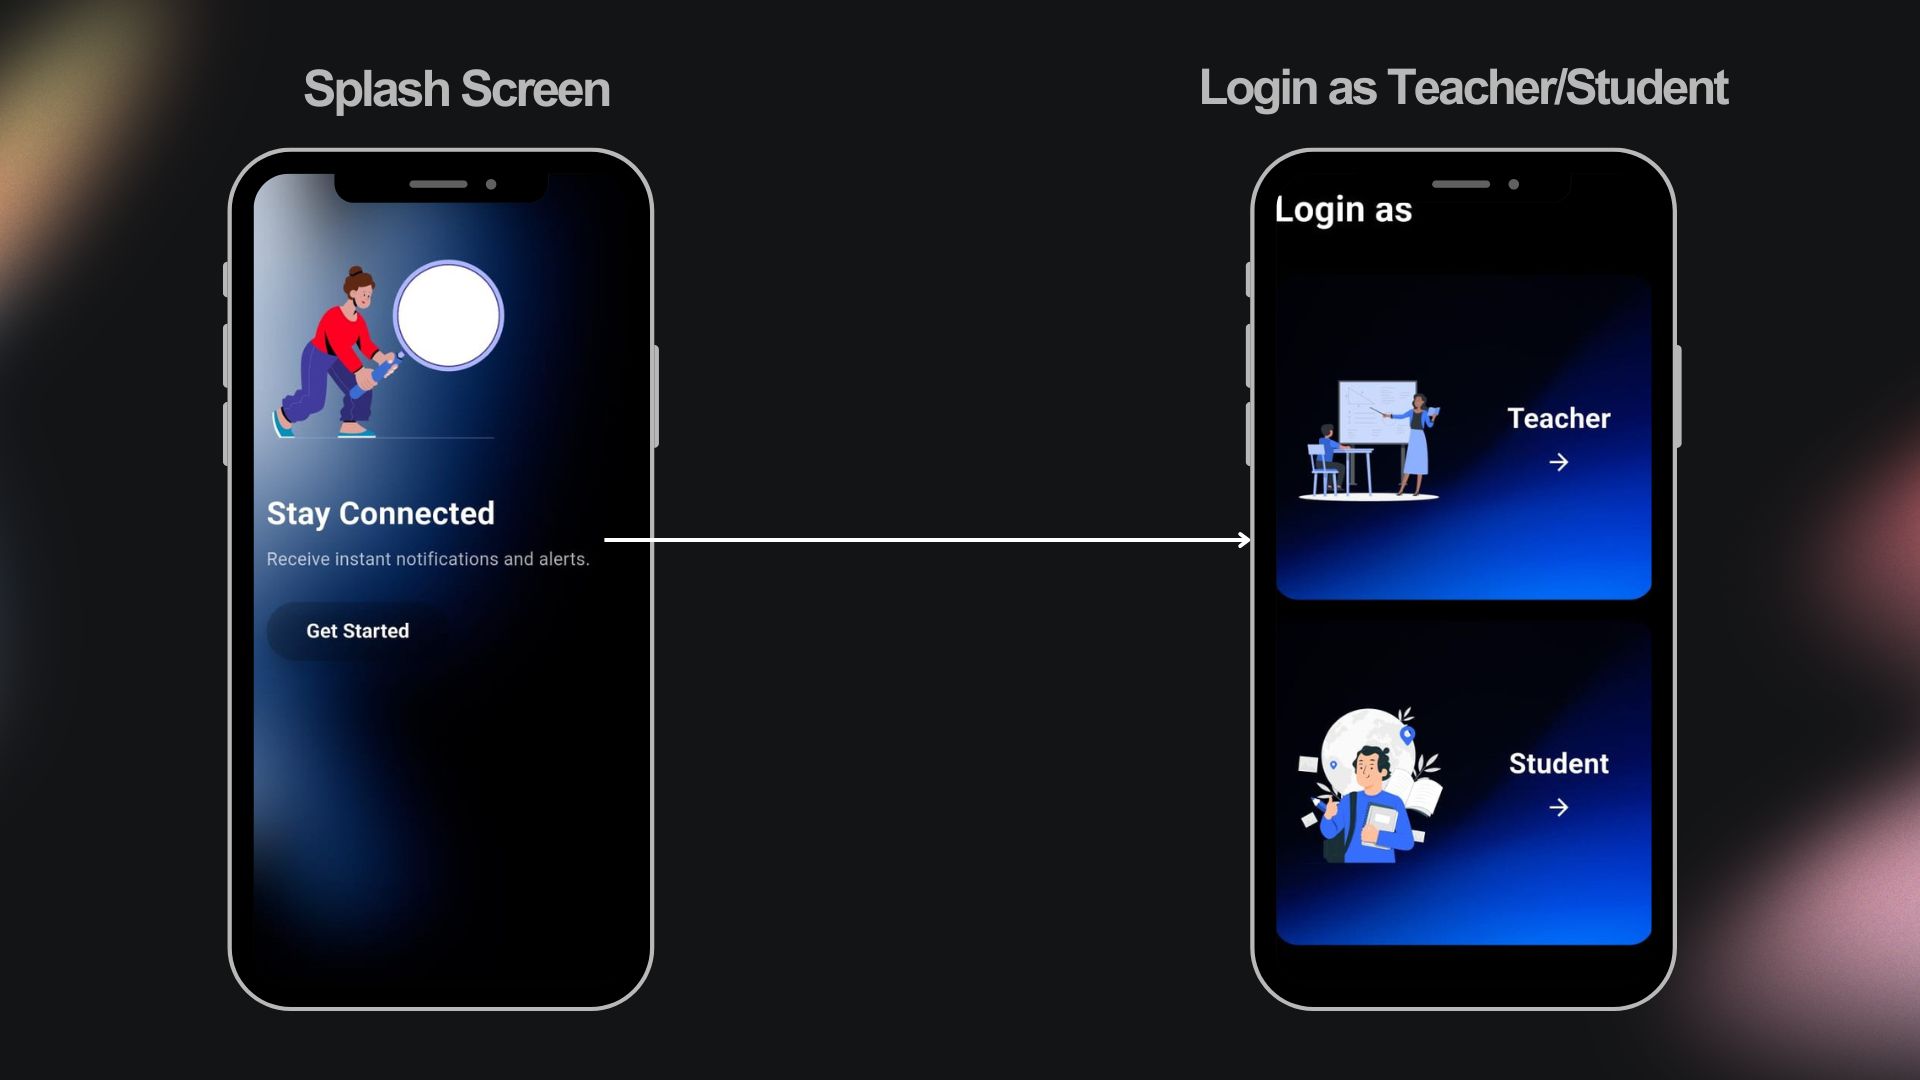 Splash Screen
Login as Teacher/Student
Stay Connected
Receive instant notifications and alerts.
Get Started
Login as
Teacher
Student